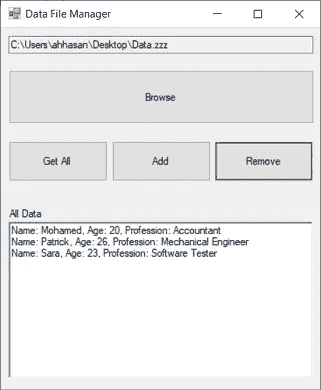 Data File Manager
C:\Users\ahhasan\Desktop\Data.zzz
Browse
Get All Add Remove
All Data
Name: Mohamed, Age: 20, Profession: Accountant
Name: Patrick, Age: 26, Profession: Mechanical Engineer
Name: Sara, Age: 23, Profession: Software Tester